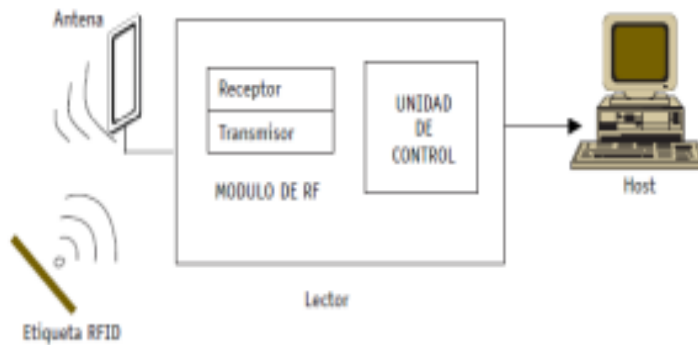 Antena
Receptor
Transmisor
MODULO DE RF
UNIDAD
DE
CONTROL
Host
Lector
Etiqueta RFID